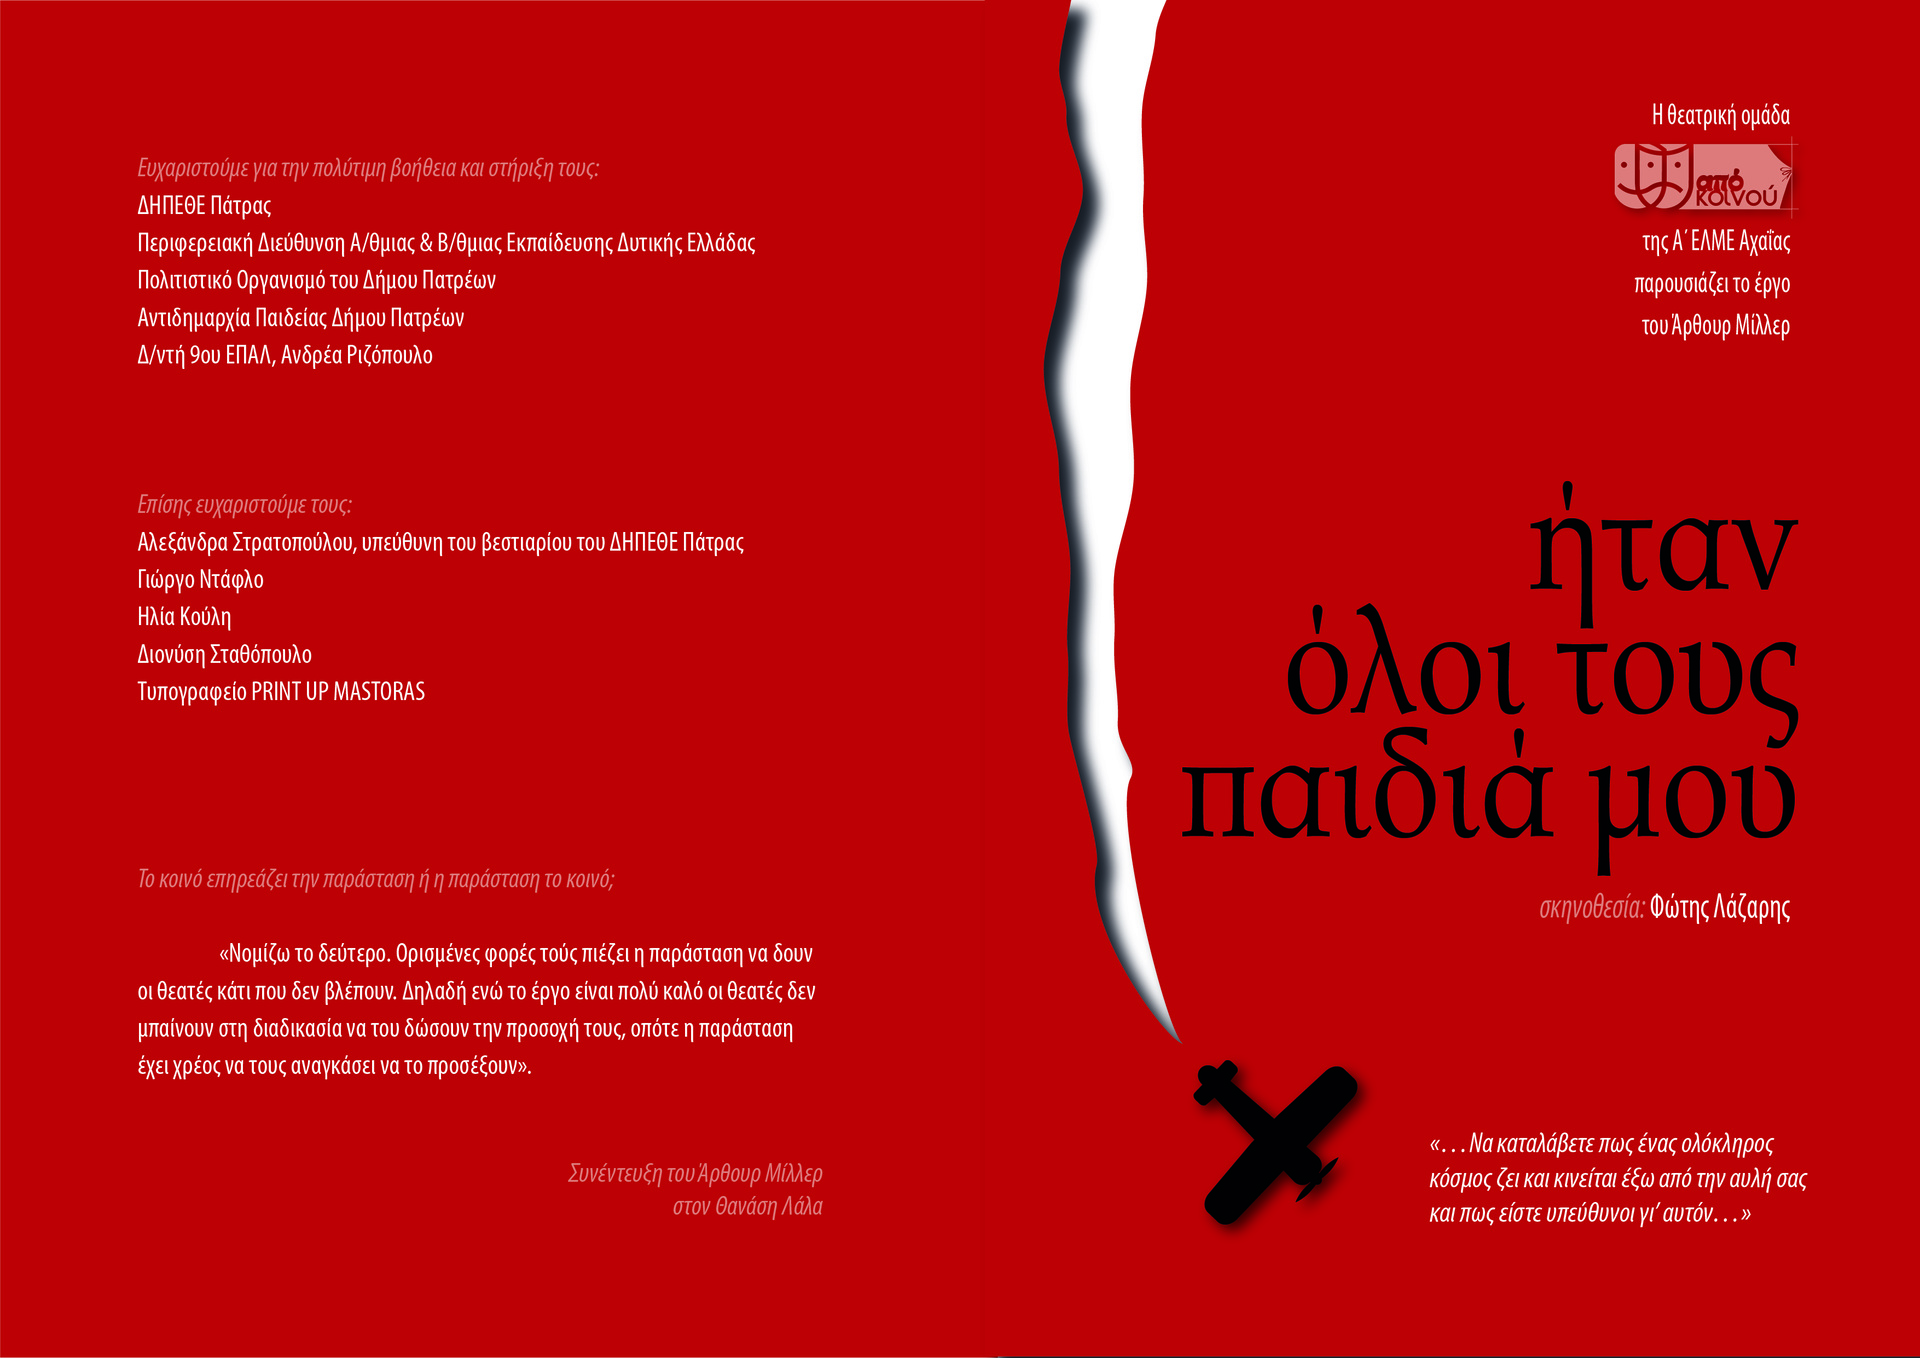 Ευχαριστούμε για την πολύτιμη βοήθεια και στήριξη τους:
ΔΗΠΕΘΕ Πάτρας
Περιφερειακή Διεύθυνση Α/θμιας & Β/θμιας Εκπαίδευσης Δυτικής Ελλάδας
Πολιτιστικό Οργανισμό του Δήμου Πατρέων
Αντιδημαρχία Παιδείας Δήμου Πατρέων
Δ/ντή 9ου ΕΠΑΛ, Ανδρέα Ριζόπουλο
Επίσης ευχαριστούμε τους:
Αλεξάνδρα Στρατοπούλου, υπεύθυνη του βεστιαρίου του ΔΗΠΕΘΕ Πάτρας
Γιώργο Ντάφλο
Ηλία Κούλη
Διονύση Σταθόπουλο
Τυπογραφείο PRINT UP MASTORAS
Το κοινό επηρεάζει την παράσταση ή η παράσταση το κοινό;
«Νομίζω το δεύτερο. Ορισμένες φορές τούς πιέζει η παράσταση να δουν
οι θεατές κάτι που δεν βλέπουν. Δηλαδή ενώ το έργο είναι πολύ καλό οι θεατές δεν
μπαίνουν στη διαδικασία να του δώσουν την προσοχή τους, οπότε η παράσταση
έχει χρέος να τους αναγκάσει να το προσέξουν».
Συνέντευξη του Άρθουρ Μίλλερ
στον Θανάση Λάλα
Η θεατρική ομάδα
από
κοινού
της Α΄ ΕΛΜΕ Αχαΐας
παρουσιάζει το έργο
του Άρθουρ Μίλλερ
ήταν
όλοι τους
παιδιά μου
σκηνοθεσία: Φώτης Λάζαρης
«…Να καταλάβετε πως ένας ολόκληρος
κόσμος ζει και κινείται έξω από την αυλή σας
και πως είστε υπεύθυνοι γι’ αυτόν…»